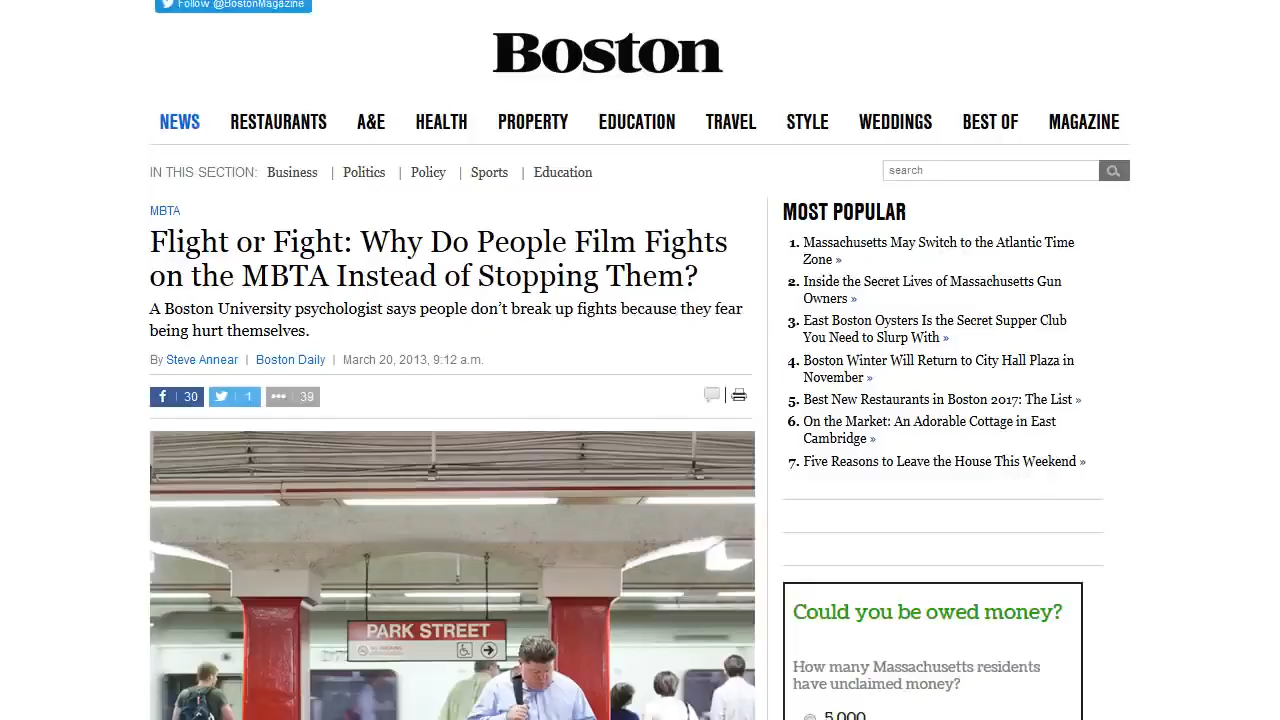 Follow @BostonMagazine
Boston
NEWS RESTAURANTS A&E HEALTH PROPERTY EDUCATION TRAVEL STYLE WEDDINGS BEST OF MAGAZINE
IN THIS SECTION: Business | Politics | Policy | Sports | Education
search
MBTA
Flight or Fight: Why Do People Film Fights
on the MBTA Instead of Stopping Them?
A Boston University psychologist says people don't break up fights because they fear
being hurt themselves.
By Steve Annear | Boston Daily | March 20, 2013, 9:12 a.m.
30 1 39
PARK STREET
MOST POPULAR
1. Massachusetts May Switch to the Atlantic Time
Zone »
2. Inside the Secret Lives of Massachusetts Gun
Owners »
3. East Boston Oysters Is the Secret Supper Club
You Need to Slurp With »
4. Boston Winter Will Return to City Hall Plaza in
November »
5. Best New Restaurants in Boston 2017: The List »
6. On the Market: An Adorable Cottage in East
Cambridge »
7. Five Reasons to Leave the House This Weekend »
Could you be owed money?
How many Massachusetts residents
have unclaimed money?
5,000